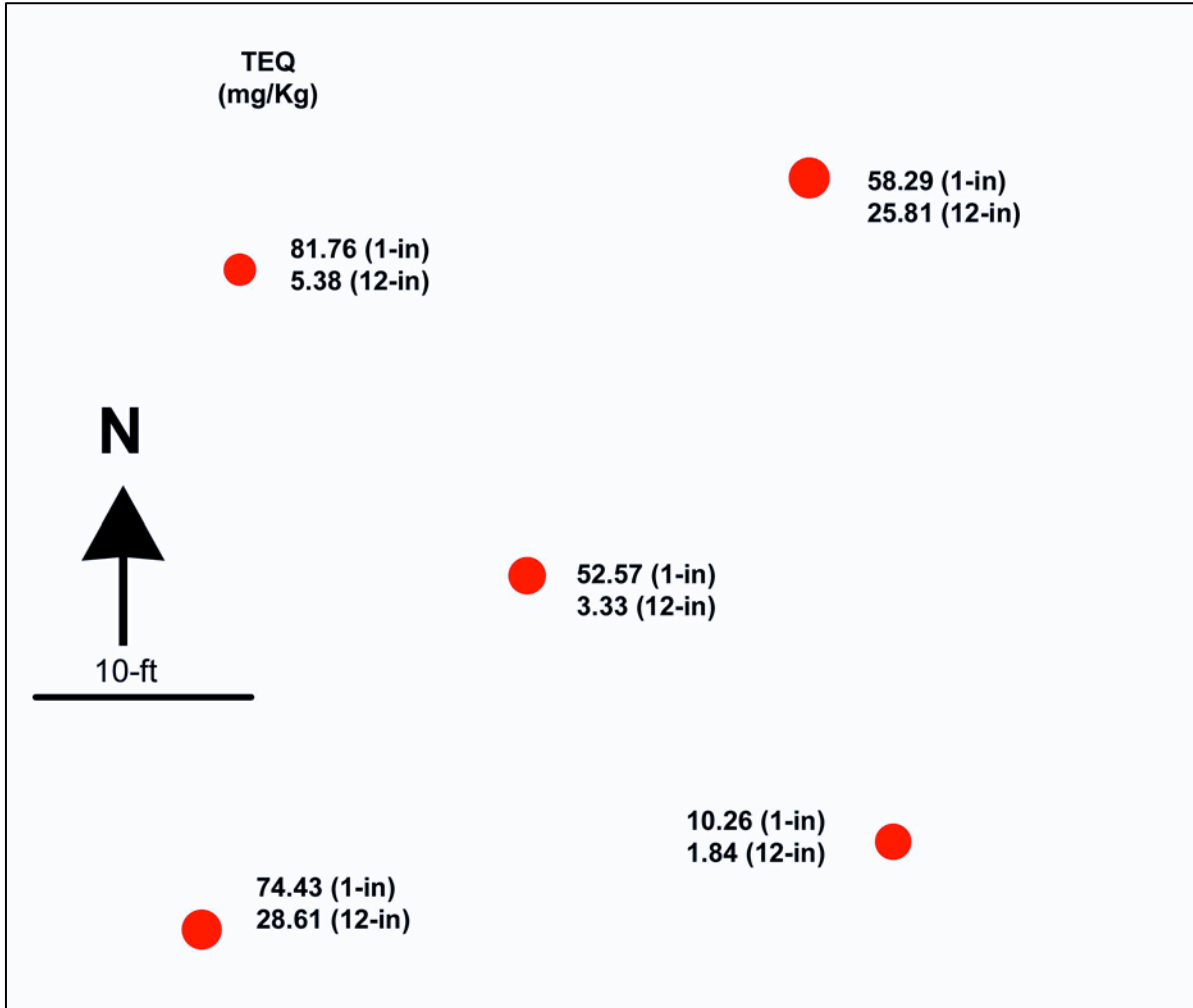 TEQ
(mg/Kg)
58.29 (1-in)
25.81 (12-in)
81.76 (1-in)
5.38 (12-in)
N
52.57 (1-in)
3.33 (12-in)
10-ft
10.26 (1-in)
1.84 (12-in)
74.43 (1-in)
28.61 (12-in)